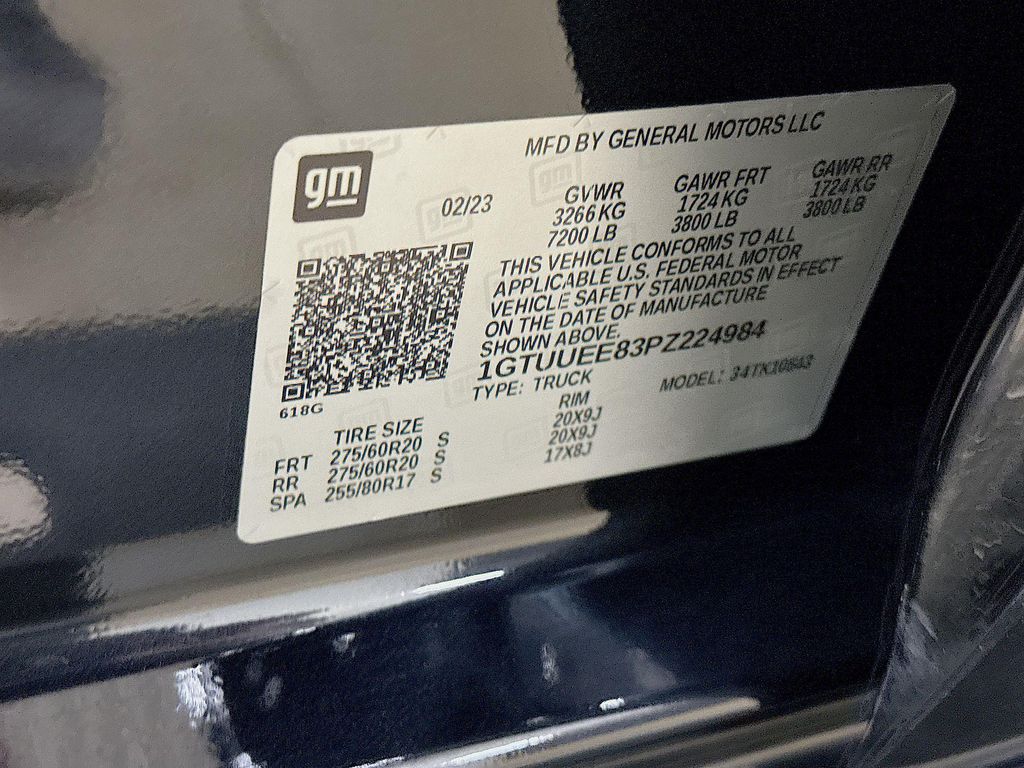 gm
MFD BY GENERAL MOTORS LLC
02/23
GVWR GAWR FRT GAWR RR
3266 KG 1724 KG 1724 KG
7200 LB 3800 LB 3800 LB
THIS VEHICLE CONFORMS TO ALL
APPLICABLE U.S. FEDERAL MOTOR
VEHICLE SAFETY STANDARDS IN EFFECT
ON THE DATE OF MANUFACTURE
SHOWN ABOVE.
1GTUUEE83PZ224984
TYPE: TRUCK MODEL:
618G
TIRE SIZE RIM
FRT 275/60R20 S 20X9J
RR 275/60R20 S 20X9J
SPA 255/80R17 S 17X8J